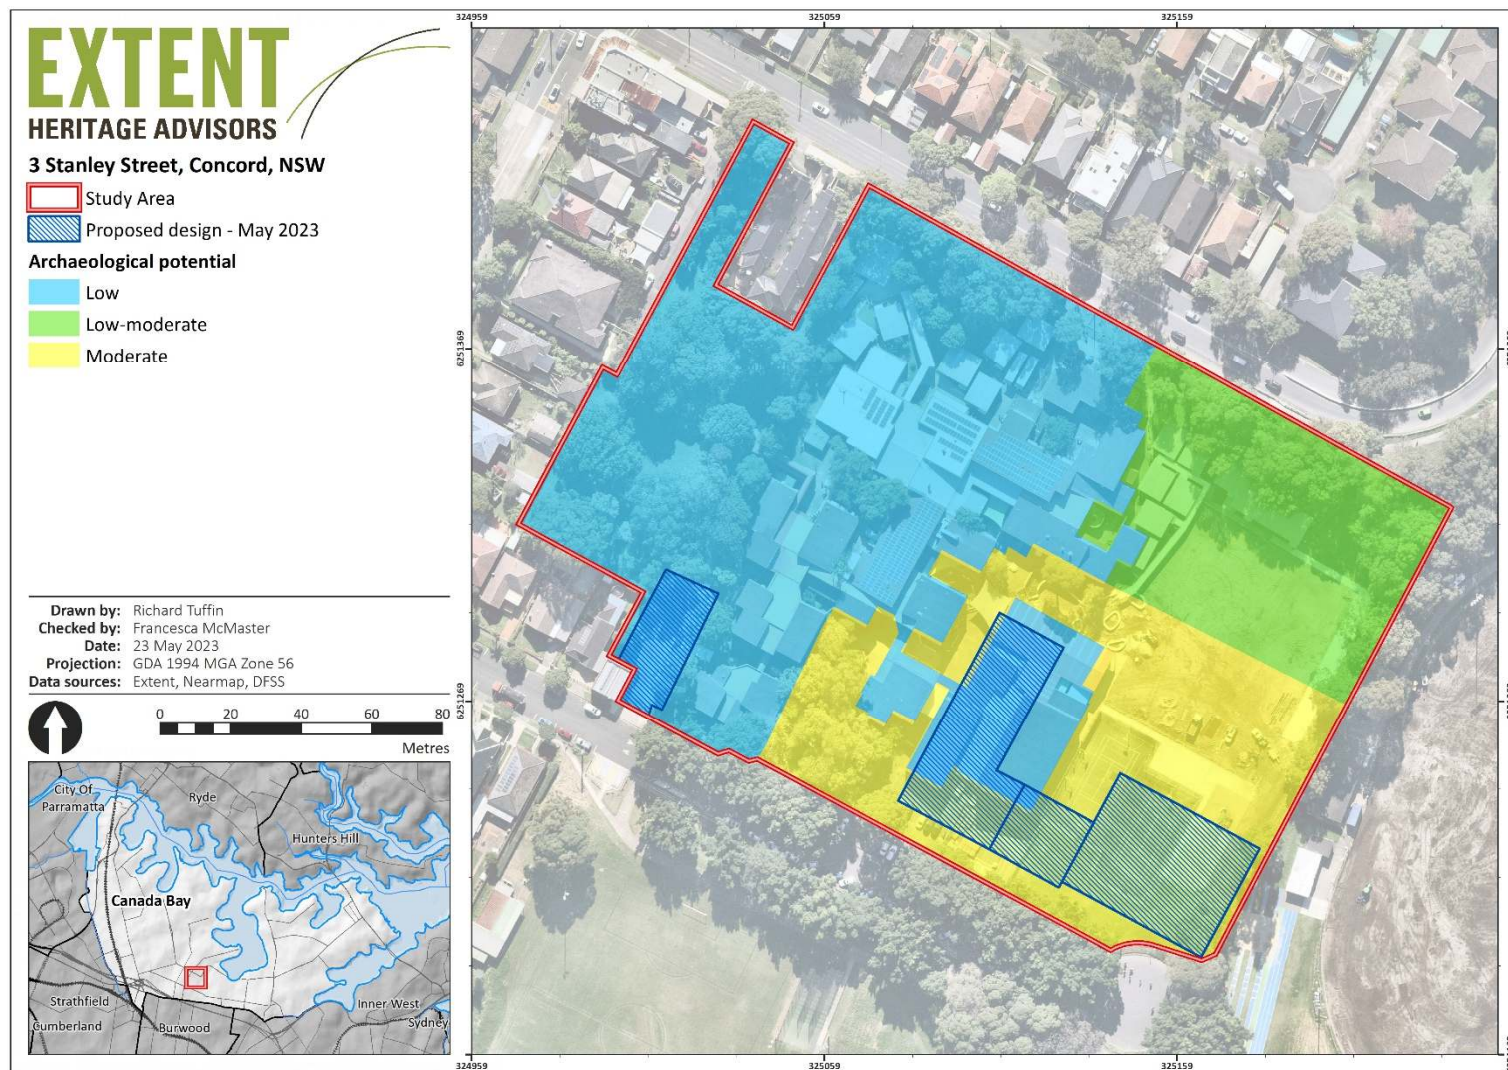 EXTENT
HERITAGE ADVISORS
3 Stanley Street, Concord, NSW
Study Area
Proposed design - May 2023
Archaeological potential
Low
Low-moderate
Moderate
Drawn by: Richard Tuffin
Checked by: Francesca McMaster
Date: 23 May 2023
Projection: GDA 1994 MGA Zone 56
Data sources: Extent, Nearmap, DFSS
0 20 40 60 80
Metres
City Of
Parramatta
Ryde
Hunters Hill
Canada Bay
Strathfield
Cumberland
Burwood
Inner West
Sydney
324959 325059 325159
6251369
6251269
324959 325059 325159